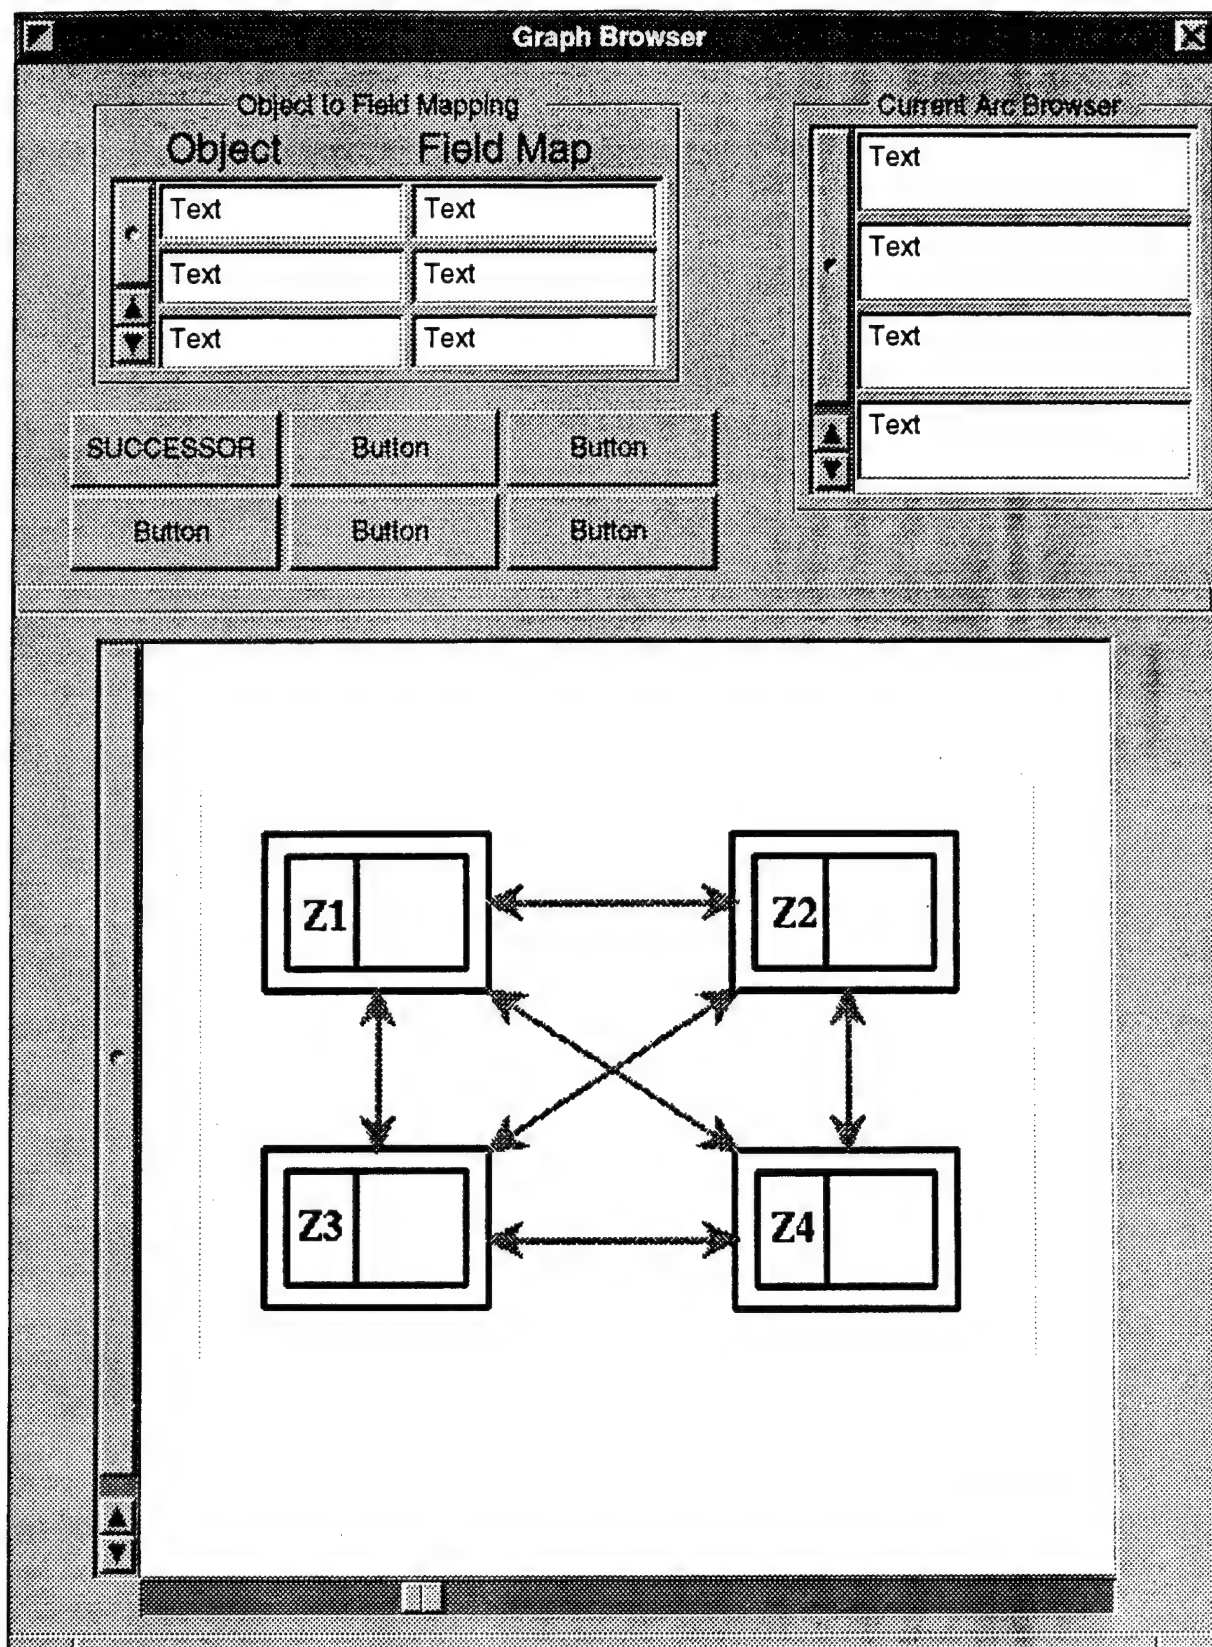 Graph Browser
Object to Field Mapping
Object Field Map
Text Text
Text Text
Text Text
Current Arc Browser
Text
Text
Text
Text
SUCCESSOR Button Button
Button Button Button
Z1 Z2
Z3 Z4